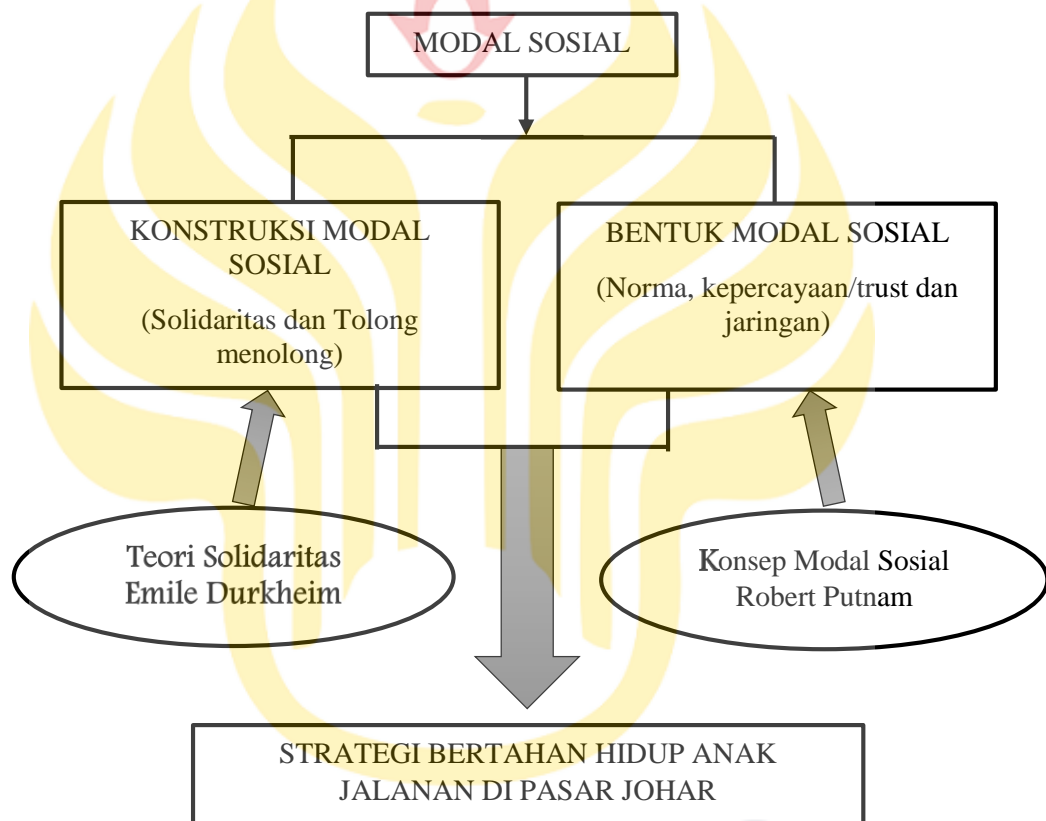 MODAL SOSIAL
KONSTRUKSI MODAL
SOSIAL
(Solidaritas dan Tolong
menolong)
BENTUK MODAL SOSIAL
(Norma, kepercayaan/trust dan
jaringan)
Teori Solidaritas
Emile Durkheim
Konsep Modal Sosial
Robert Putnam
STRATEGI BERTAHAN HIDUP ANAK
JALANAN DI PASAR JOHAR